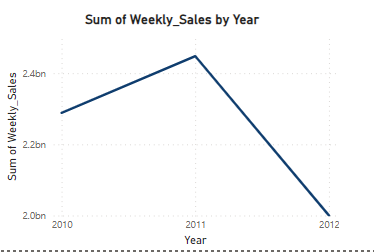 Sum of Weekly_Sales by Year
Sum of Weekly_Sales
2.4bn
2.2bn
2.0bn
2010 2011 2012
Year